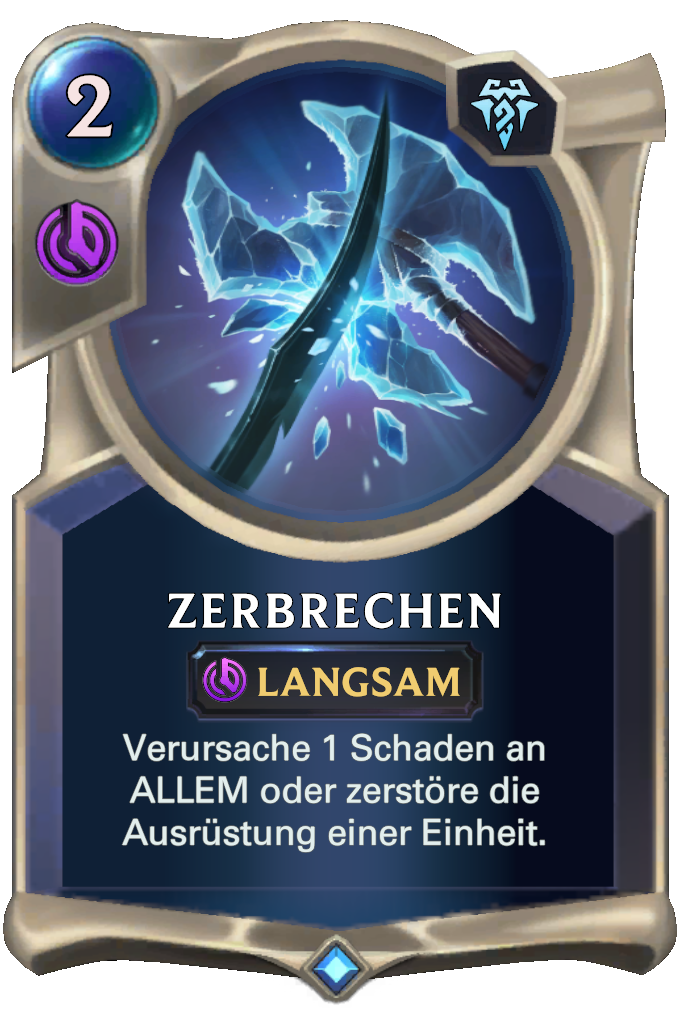 2
ZERBRECHEN
LANGSAM
Verursache 1 Schaden an
ALLEM oder zerstöre die
Ausrüstung einer Einheit.